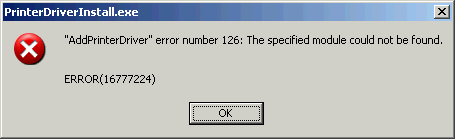 PrinterDriverInstall.exe
"AddPrinterDriver" error number 126: The specified module could not be found.
ERROR(16777224)
OK